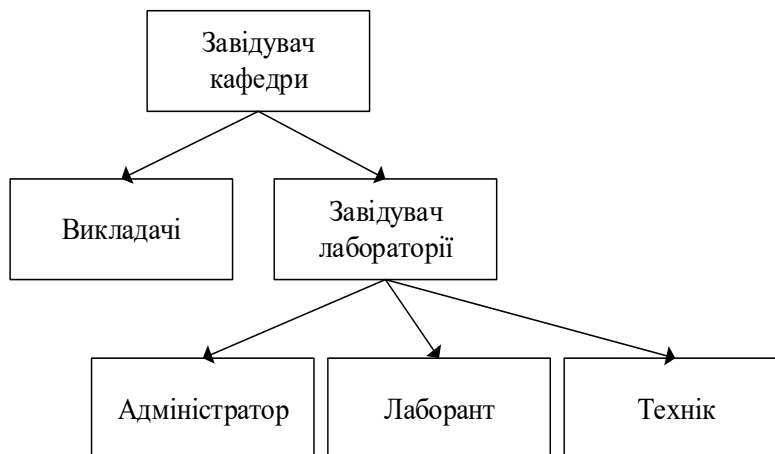 Завідувач
кафедри
Викладачі
Завідувач
лабораторії
Адміністратор
Лаборант
Технік